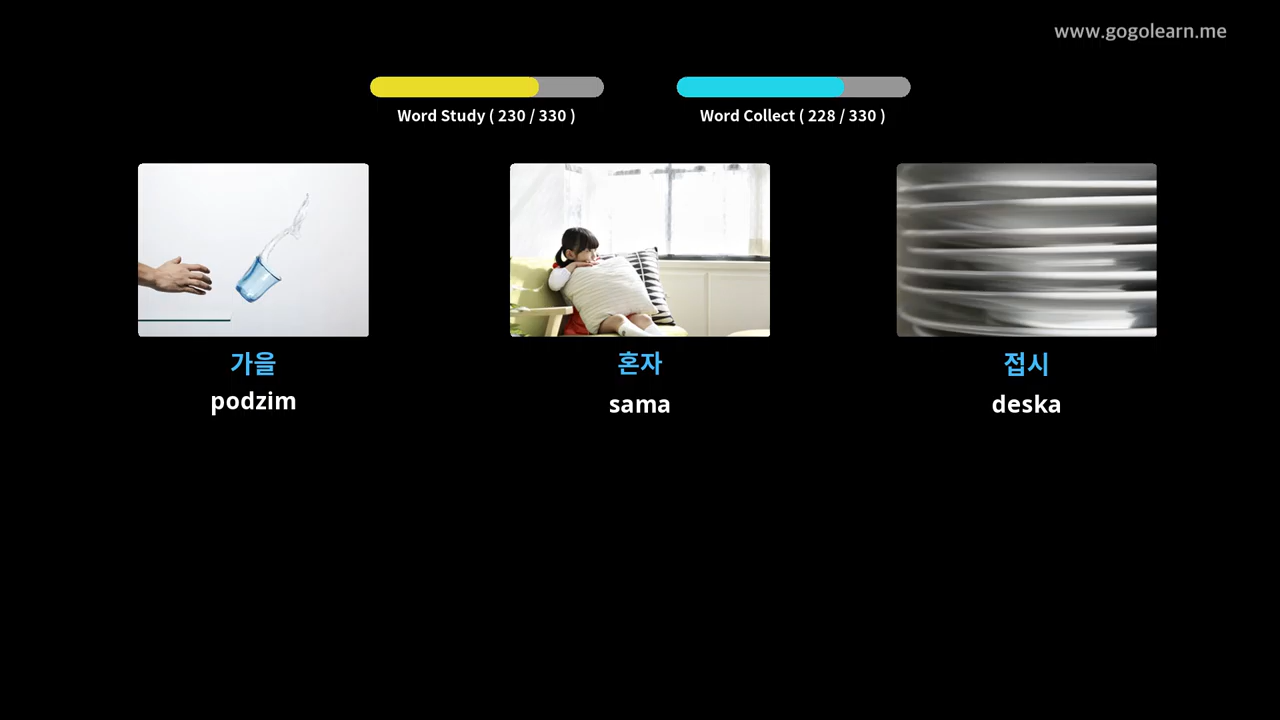 www.gogolearn.me
Word Study ( 230 / 330 )
Word Collect ( 228 / 330 )
가을
혼자
접시
podzim
sama
deska